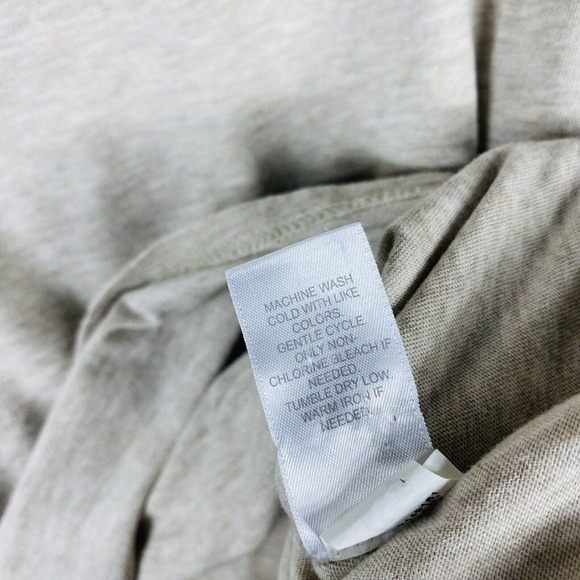 MACHINE WASH
COLD WITH LIKE
COLORS
GENTLE CYCLE
ONLY NON-
CHLORINE BLEACH IF
NEEDED.
TUMBLE DRY LOW
WARM IRON IF
NEEDED.